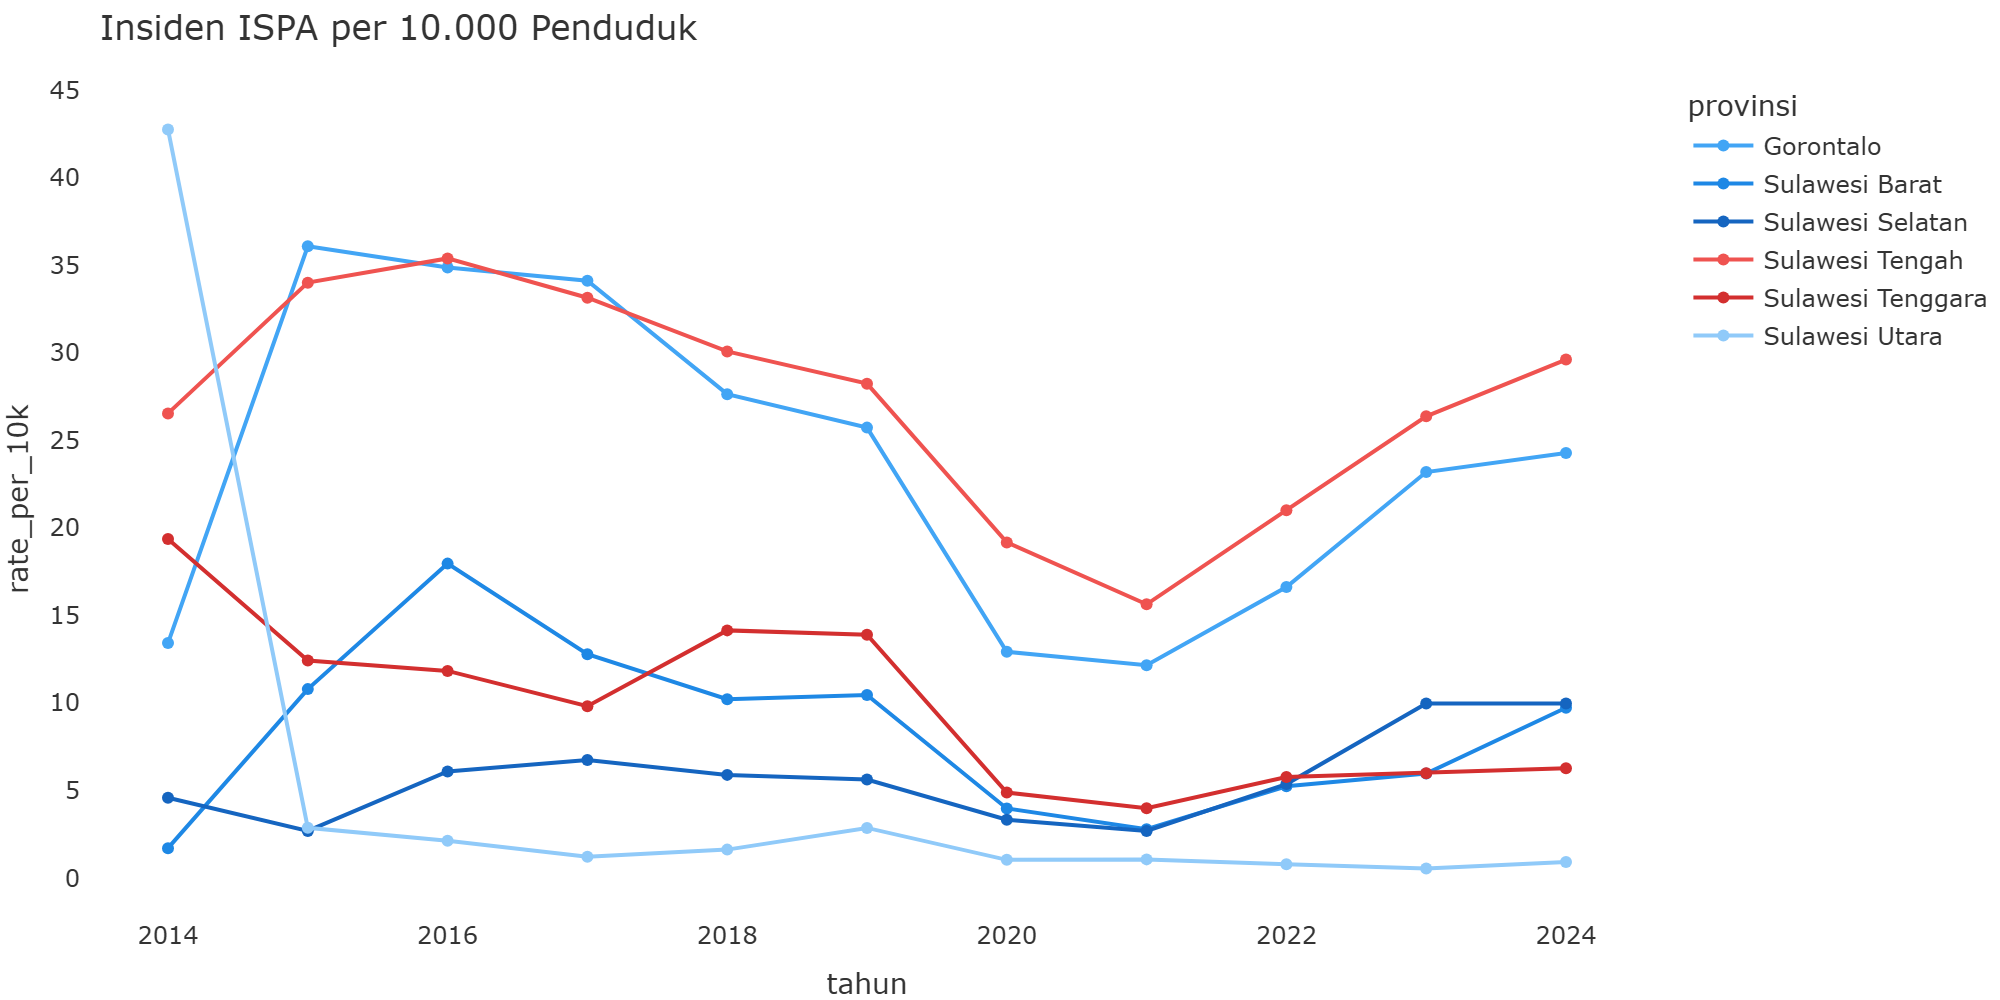 Insiden ISPA per 10.000 Penduduk
45
40
35
30
25
20
15
10
5
0
rate_per_10k
2014
2016
2018
2020
2022
2024
tahun
provinsi
Gorontalo
Sulawesi Barat
Sulawesi Selatan
Sulawesi Tengah
Sulawesi Tenggara
Sulawesi Utara